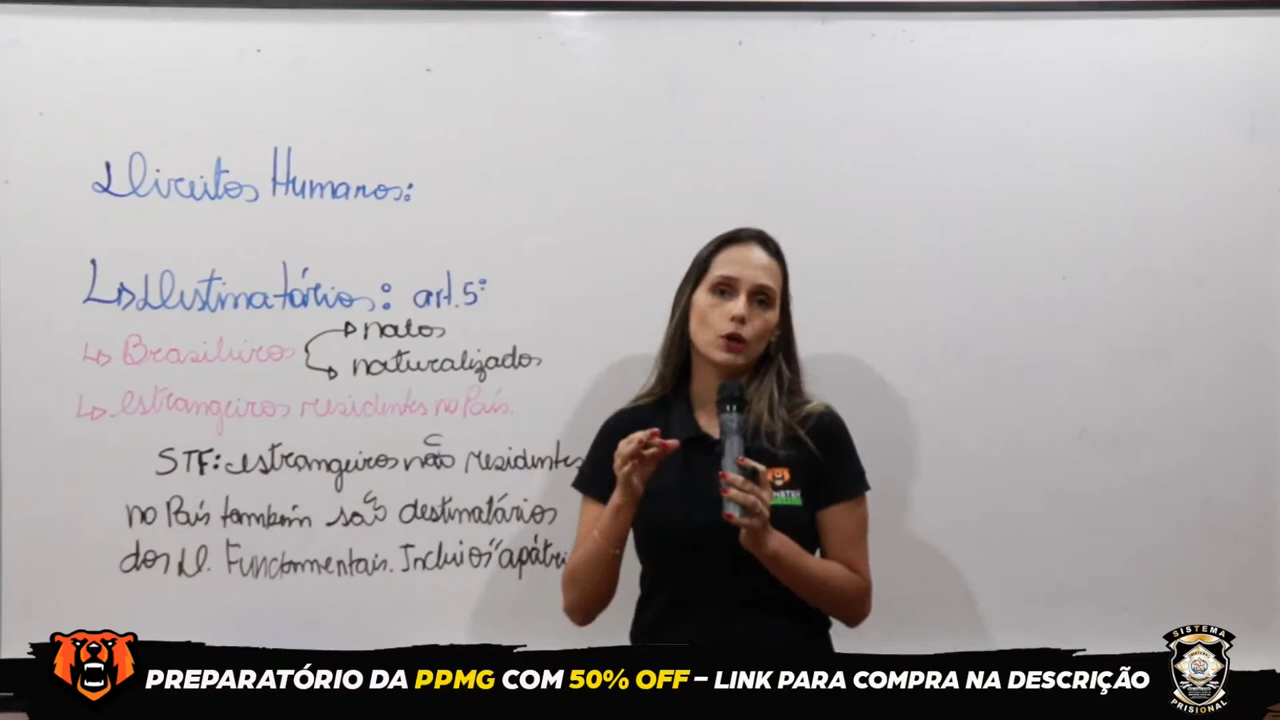 Direitos Humanos:
↳ Destinatários: art. 5º
↳ Brasileiros
natos
naturalizados
↳ estrangeiros residentes no País.
STF: estrangeiros não residentes
no País também são destinatários
dos D. Fundamentais. Inclui os "apátri
PREPARATÓRIO DA PPMG COM 50% OFF – LINK PARA COMPRA NA DESCRIÇÃO
SISTEMA
PRISIONAL